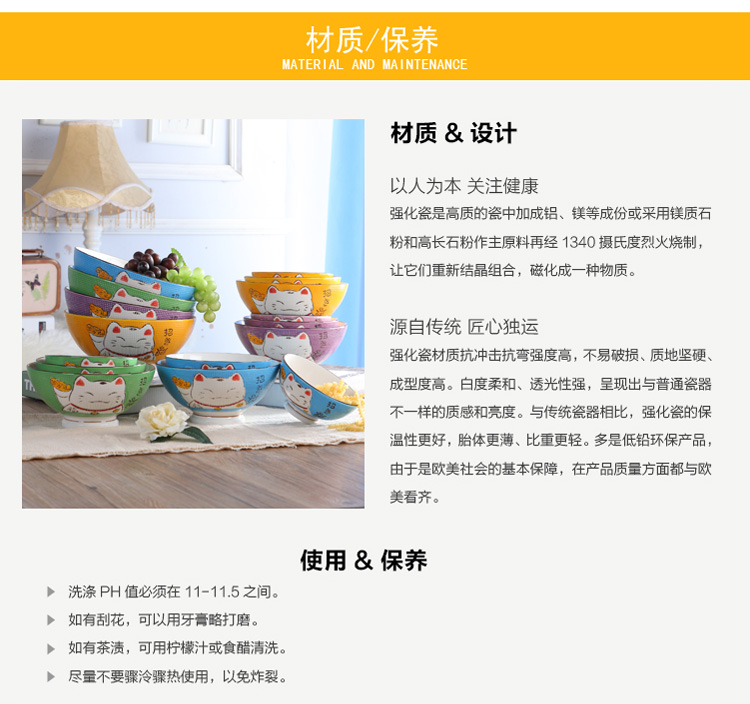 材质/保养
MATERIAL AND MAINTENANCE
材质 & 设计
以人为本 关注健康
强化瓷是高质的瓷中加成铝、镁等成份或采用镁质石
粉和高长石粉作主原料再经 1340 摄氏度烈火烧制，
让它们重新结晶组合，磁化成一种物质。
源自传统 匠心独运
强化瓷材质抗冲击抗弯强度高，不易破损、质地坚硬、
成型度高。白度柔和、透光性强，呈现出与普通瓷器
不一样的质感和亮度。与传统瓷器相比，强化瓷的保
温性更好，胎体更薄、比重更轻。多是低铅环保产品，
由于是欧美社会的基本保障，在产品质量方面都与欧
美看齐。
使用 & 保养
洗涤 PH 值必须在 11-11.5 之间。
如有刮花，可以用牙膏略打磨。
如有茶渍，可用柠檬汁或食醋清洗。
尽量不要骤泠骤热使用，以免炸裂。